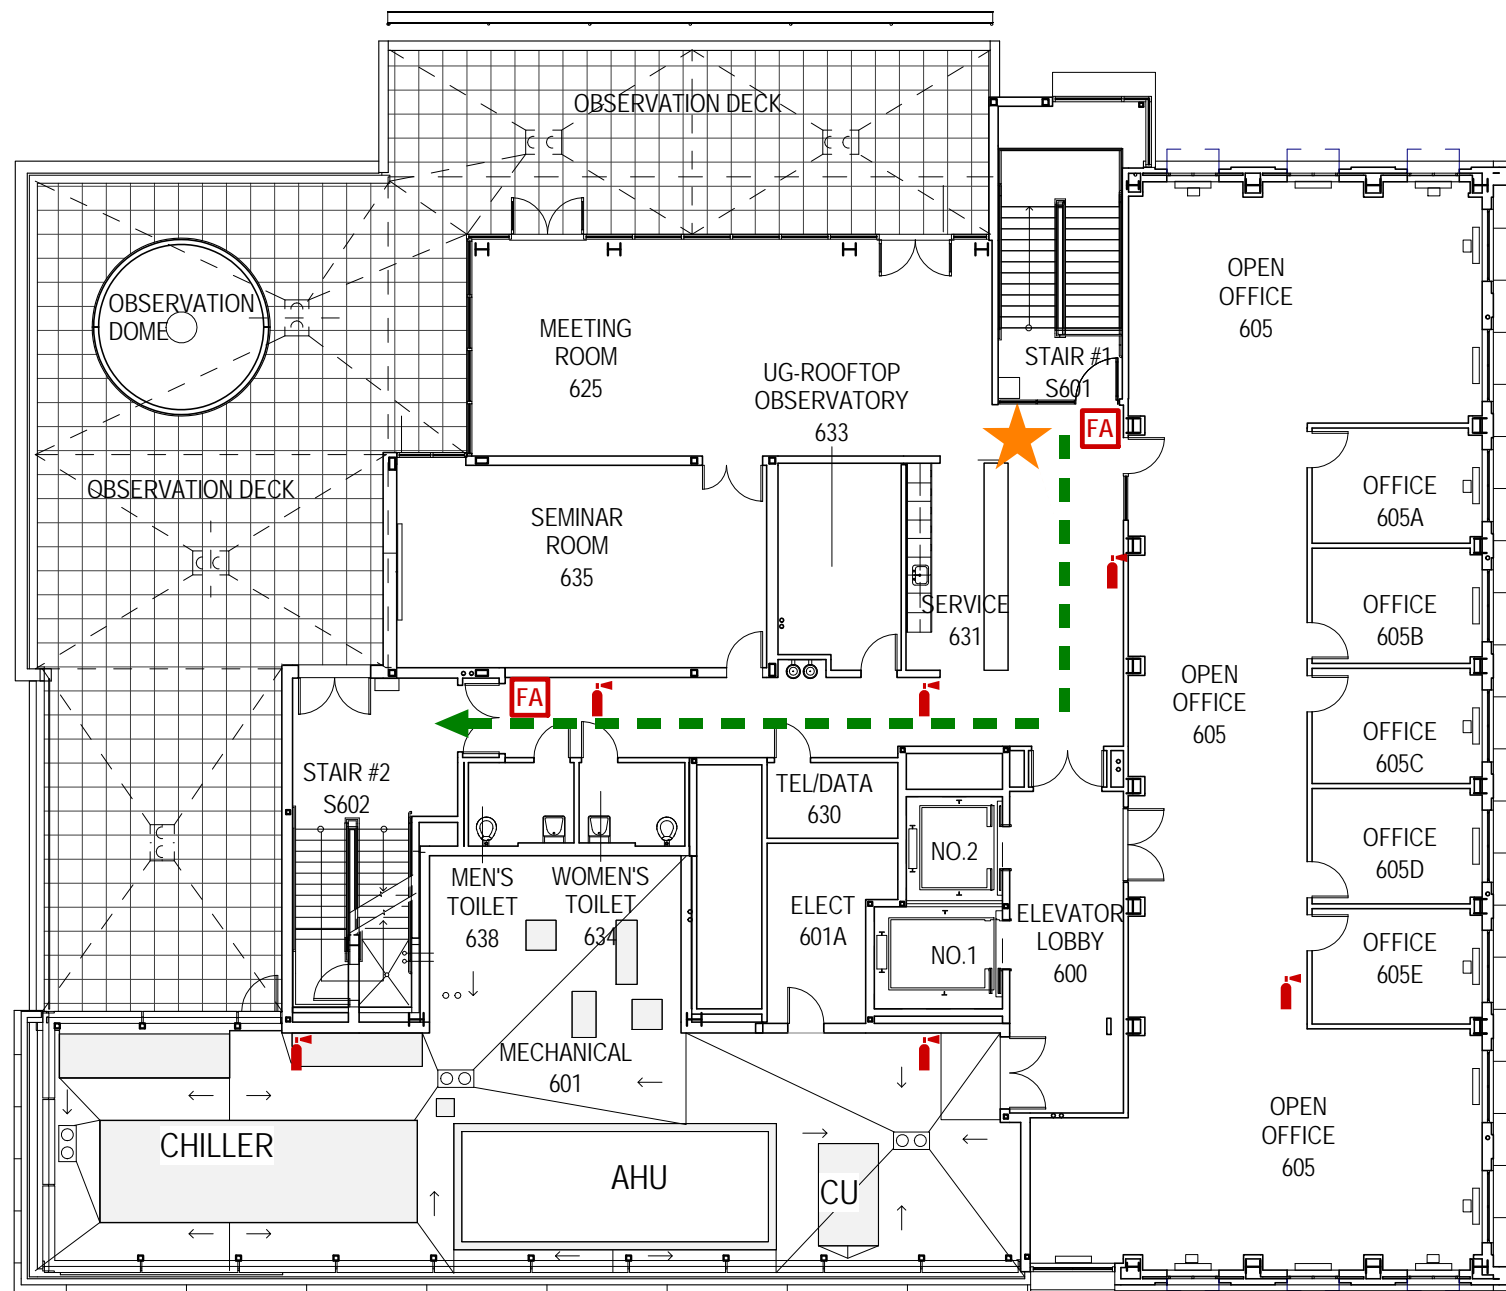 OBSERVATION DECK
OBSERVATION
DOME
MEETING
ROOM
625
UG-ROOFTOP
OBSERVATORY
633
STAIR #1
S601
FA
OPEN
OFFICE
605
OBSERVATION DECK
SEMINAR
ROOM
635
SERVICE
631
OFFICE
605A
OFFICE
605B
OPEN
OFFICE
605
OFFICE
605C
FA
STAIR #2
S602
TEL/DATA
630
NO.2
OFFICE
605D
MEN'S
TOILET
638
WOMEN'S
TOILET
634
ELECT
601A
NO.1
ELEVATOR
LOBBY
600
OFFICE
605E
MECHANICAL
601
CHILLER
AHU
CU
OPEN
OFFICE
605